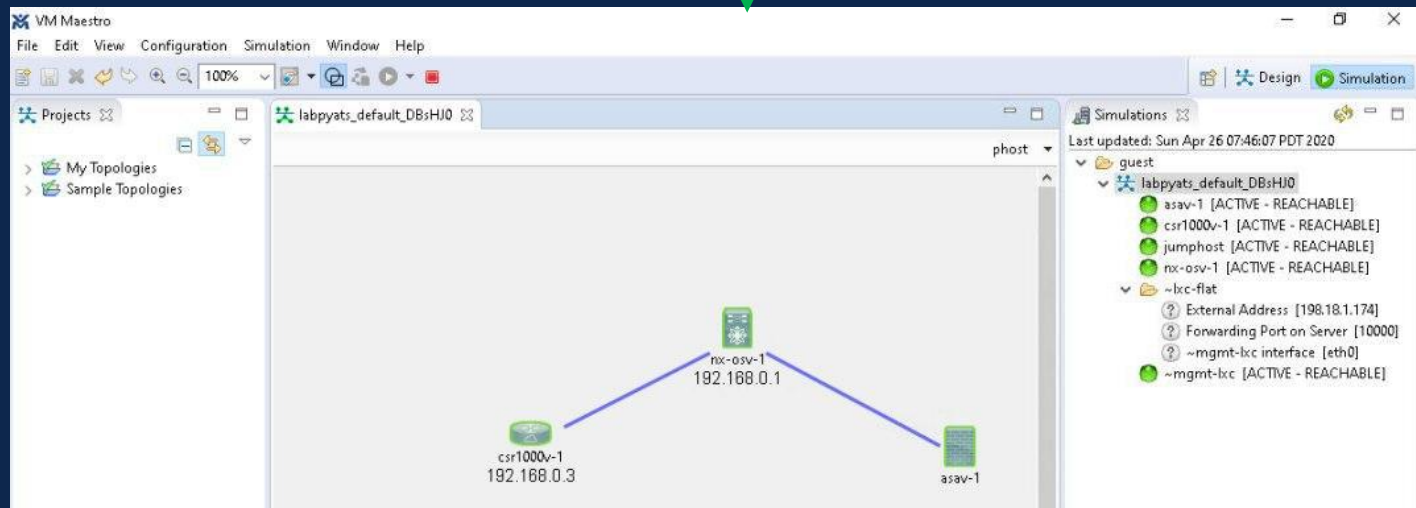 VM Maestro
File Edit View Configuration Simulation Window Help
100%
Design Simulation
Projects
My Topologies
Sample Topologies
labpyats_default_DBsHJ0
phost
nx-osv-1
192.168.0.1
csr1000v-1
192.168.0.3
asav-1
Simulations
Last updated: Sun Apr 26 07:46:07 PDT 2020
guest
labpyats_default_DBsHJ0
asav-1 [ACTIVE - REACHABLE]
csr1000v-1 [ACTIVE - REACHABLE]
jumphost [ACTIVE - REACHABLE]
nx-osv-1 [ACTIVE - REACHABLE]
~lxc-flat
External Address [198.18.1.174]
Forwarding Port on Server [10000]
~mgmt-lxc interface [eth0]
~mgmt-lxc [ACTIVE - REACHABLE]